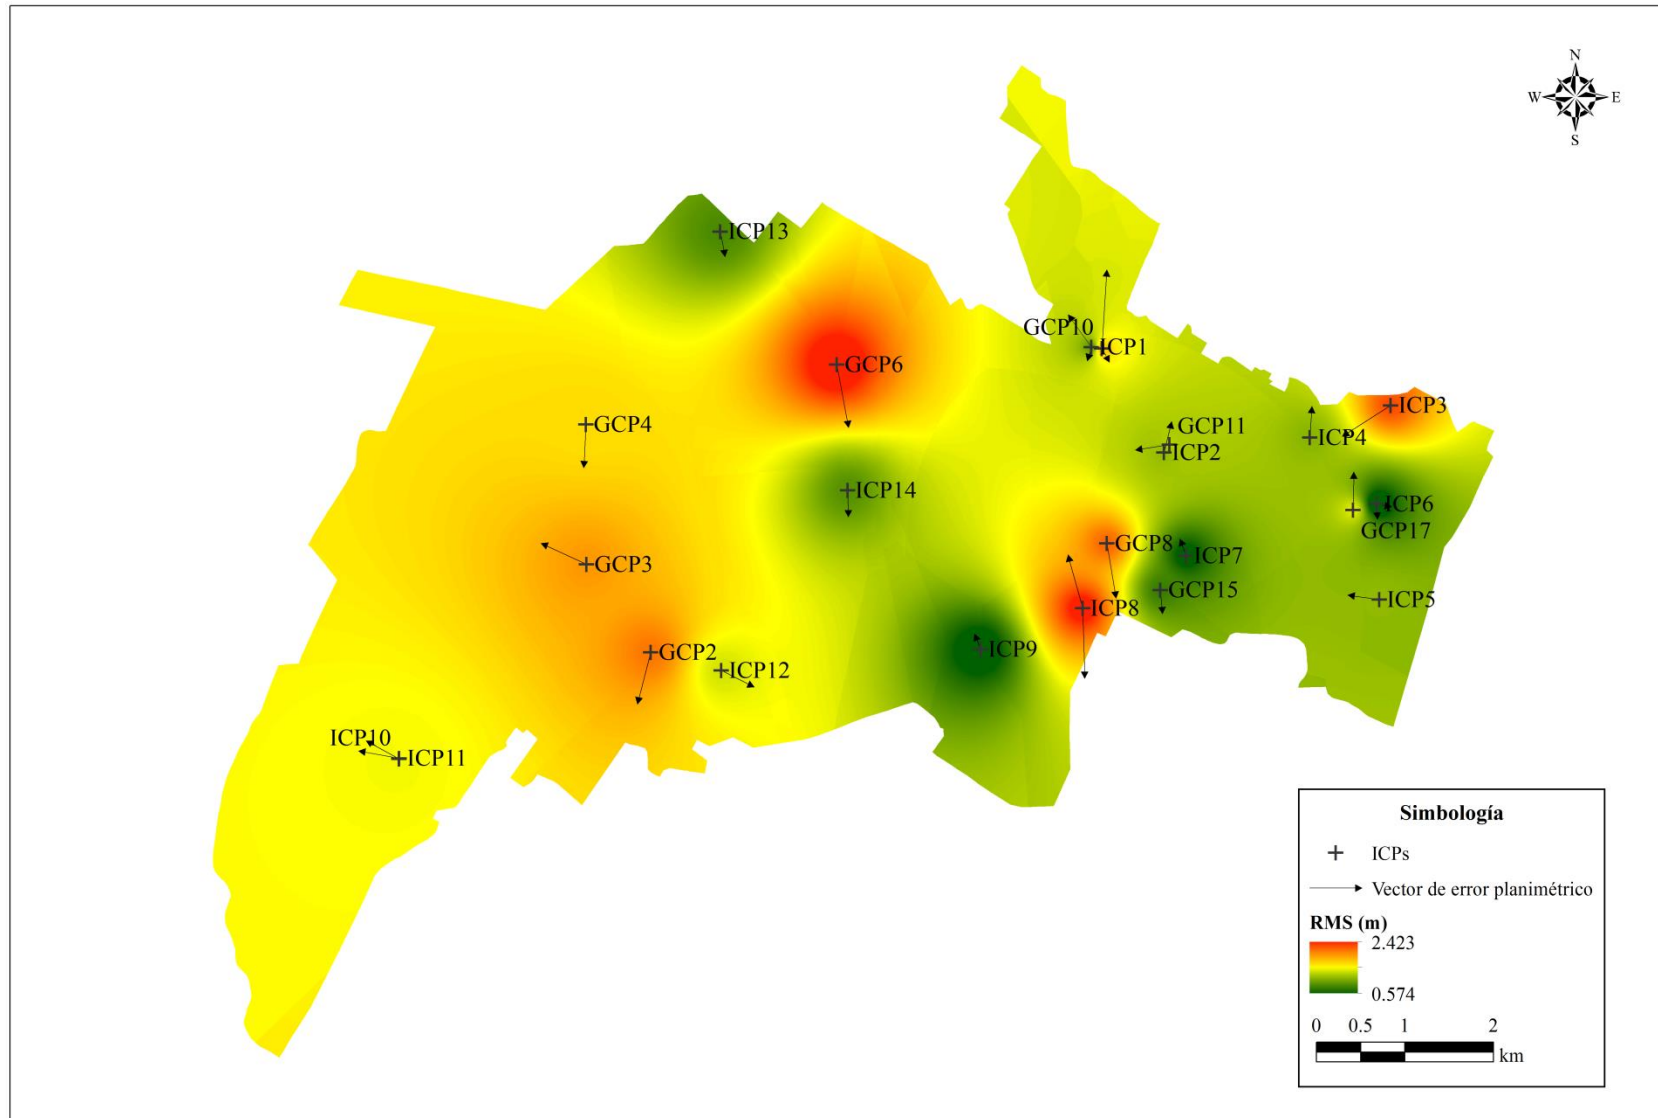 N
W E
S
ICP13
GCP10
ICP1
GCP6
ICP3
GCP4
GCP11
ICP4
ICP2
ICP14
ICP6
GCP17
GCP8
ICP7
GCP3
GCP15
ICP5
ICP8
ICP9
GCP2
ICP12
ICP10
ICP11
Simbología
ICPs
Vector de error planimétrico
RMS (m)
2.423
0.574
0 0.5 1 2
km